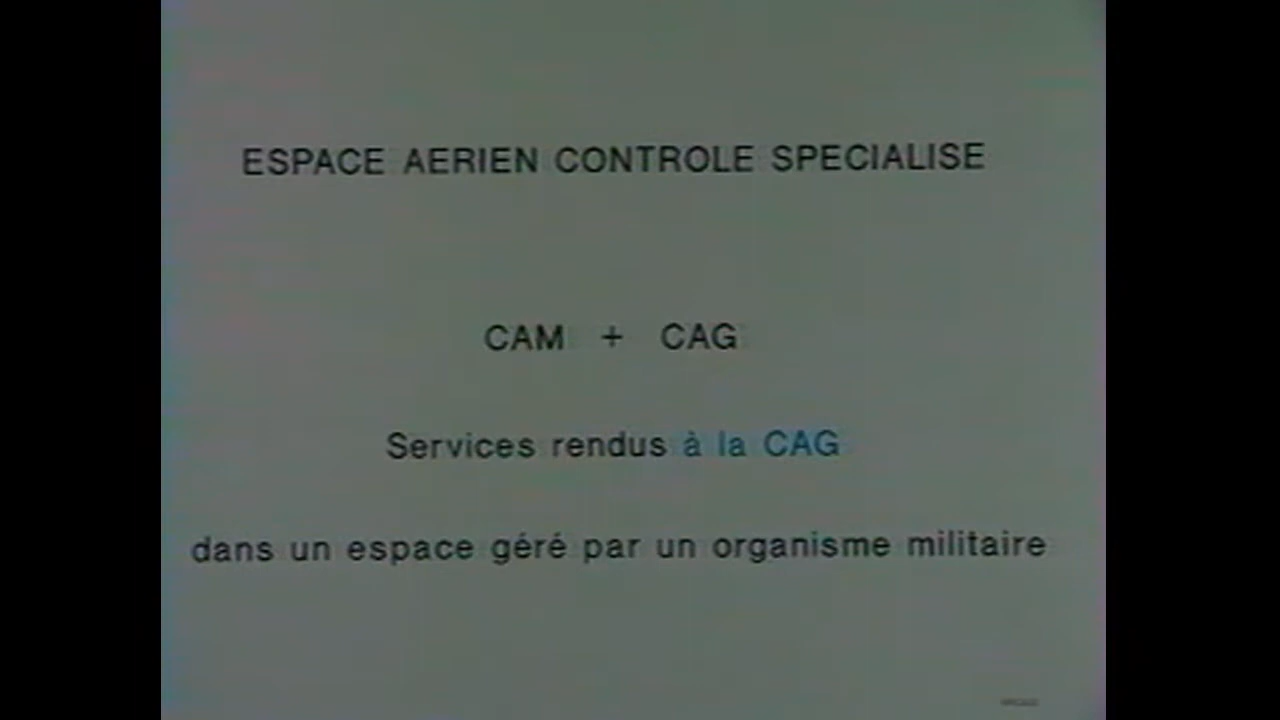 ESPACE AERIEN CONTROLE SPECIALISE
CAM + CAG
Services rendus à la CAG
dans un espace géré par un organisme militaire